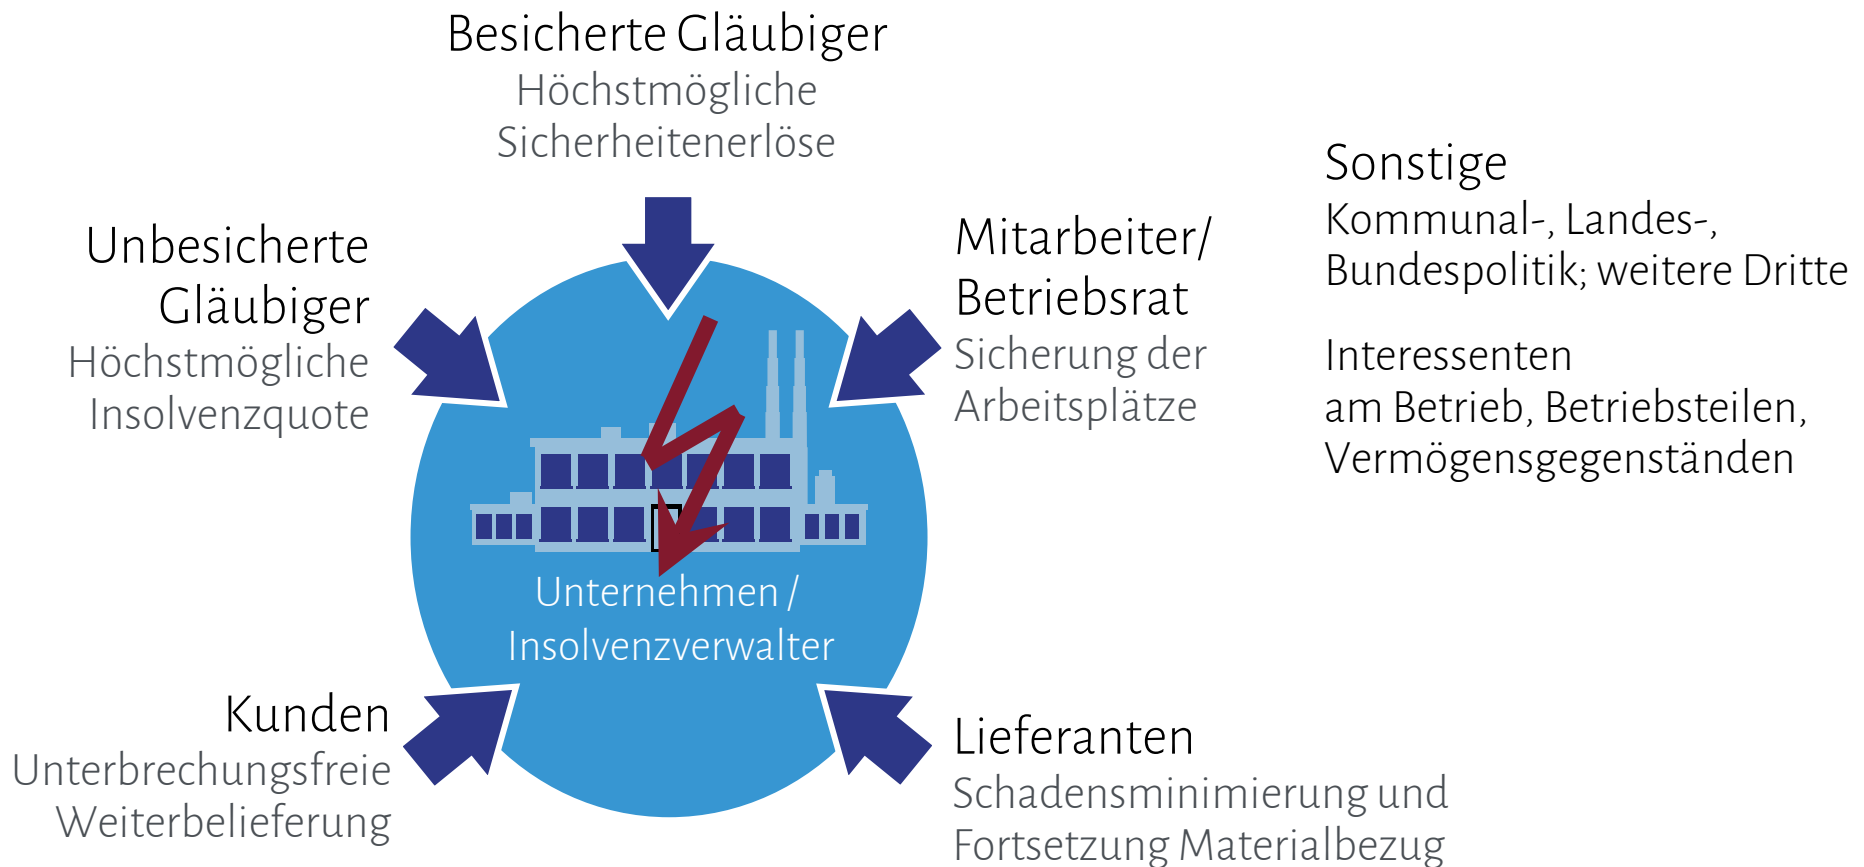 Besicherte Gläubiger
Höchstmögliche
Sicherheitenerlöse
Unbesicherte
Gläubiger
Höchstmögliche
Insolvenzquote
Mitarbeiter/
Betriebsrat
Sicherung der
Arbeitsplätze
Sonstige
Kommunal-, Landes-,
Bundespolitik; weitere Dritte
Interessenten
am Betrieb, Betriebsteilen,
Vermögensgegenständen
Unternehmen /
Insolvenzverwalter
Kunden
Unterbrechungsfreie
Weiterbelieferung
Lieferanten
Schadensminimierung und
Fortsetzung Materialbezug